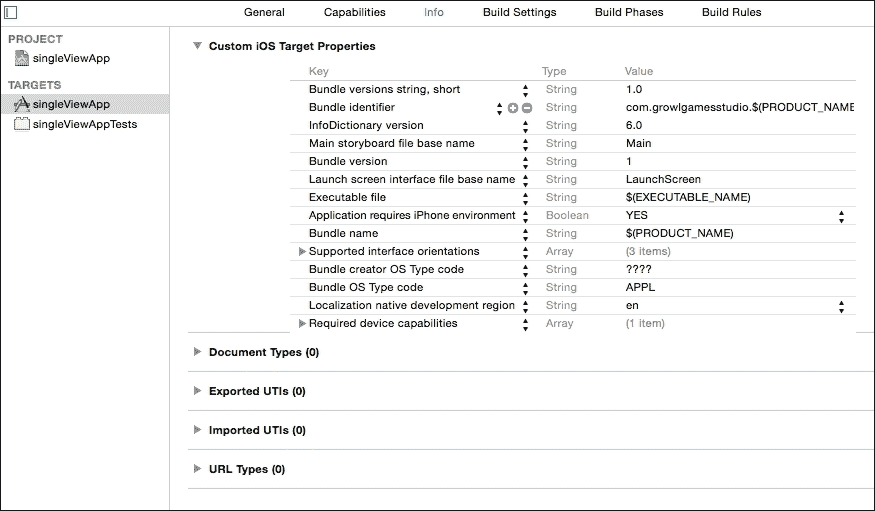 General Capabilities Info Build Settings Build Phases Build Rules
PROJECT
singleViewApp
TARGETS
singleViewApp
singleViewAppTests
Custom iOS Target Properties
Key Type Value
Bundle versions string, short String 1.0
Bundle identifier String com.growlgamesstudio.$(PRODUCT_NAME
InfoDictionary version String 6.0
Main storyboard file base name String Main
Bundle version String 1
Launch screen interface file base name String LaunchScreen
Executable file String $(EXECUTABLE_NAME)
Application requires iPhone environment Boolean YES
Bundle name String $(PRODUCT_NAME)
Supported interface orientations Array (3 items)
Bundle creator OS Type code String ????
Bundle OS Type code String APPL
Localization native development region String en
Required device capabilities Array (1 item)
Document Types (0)
Exported UTIs (0)
Imported UTIs (0)
URL Types (0)